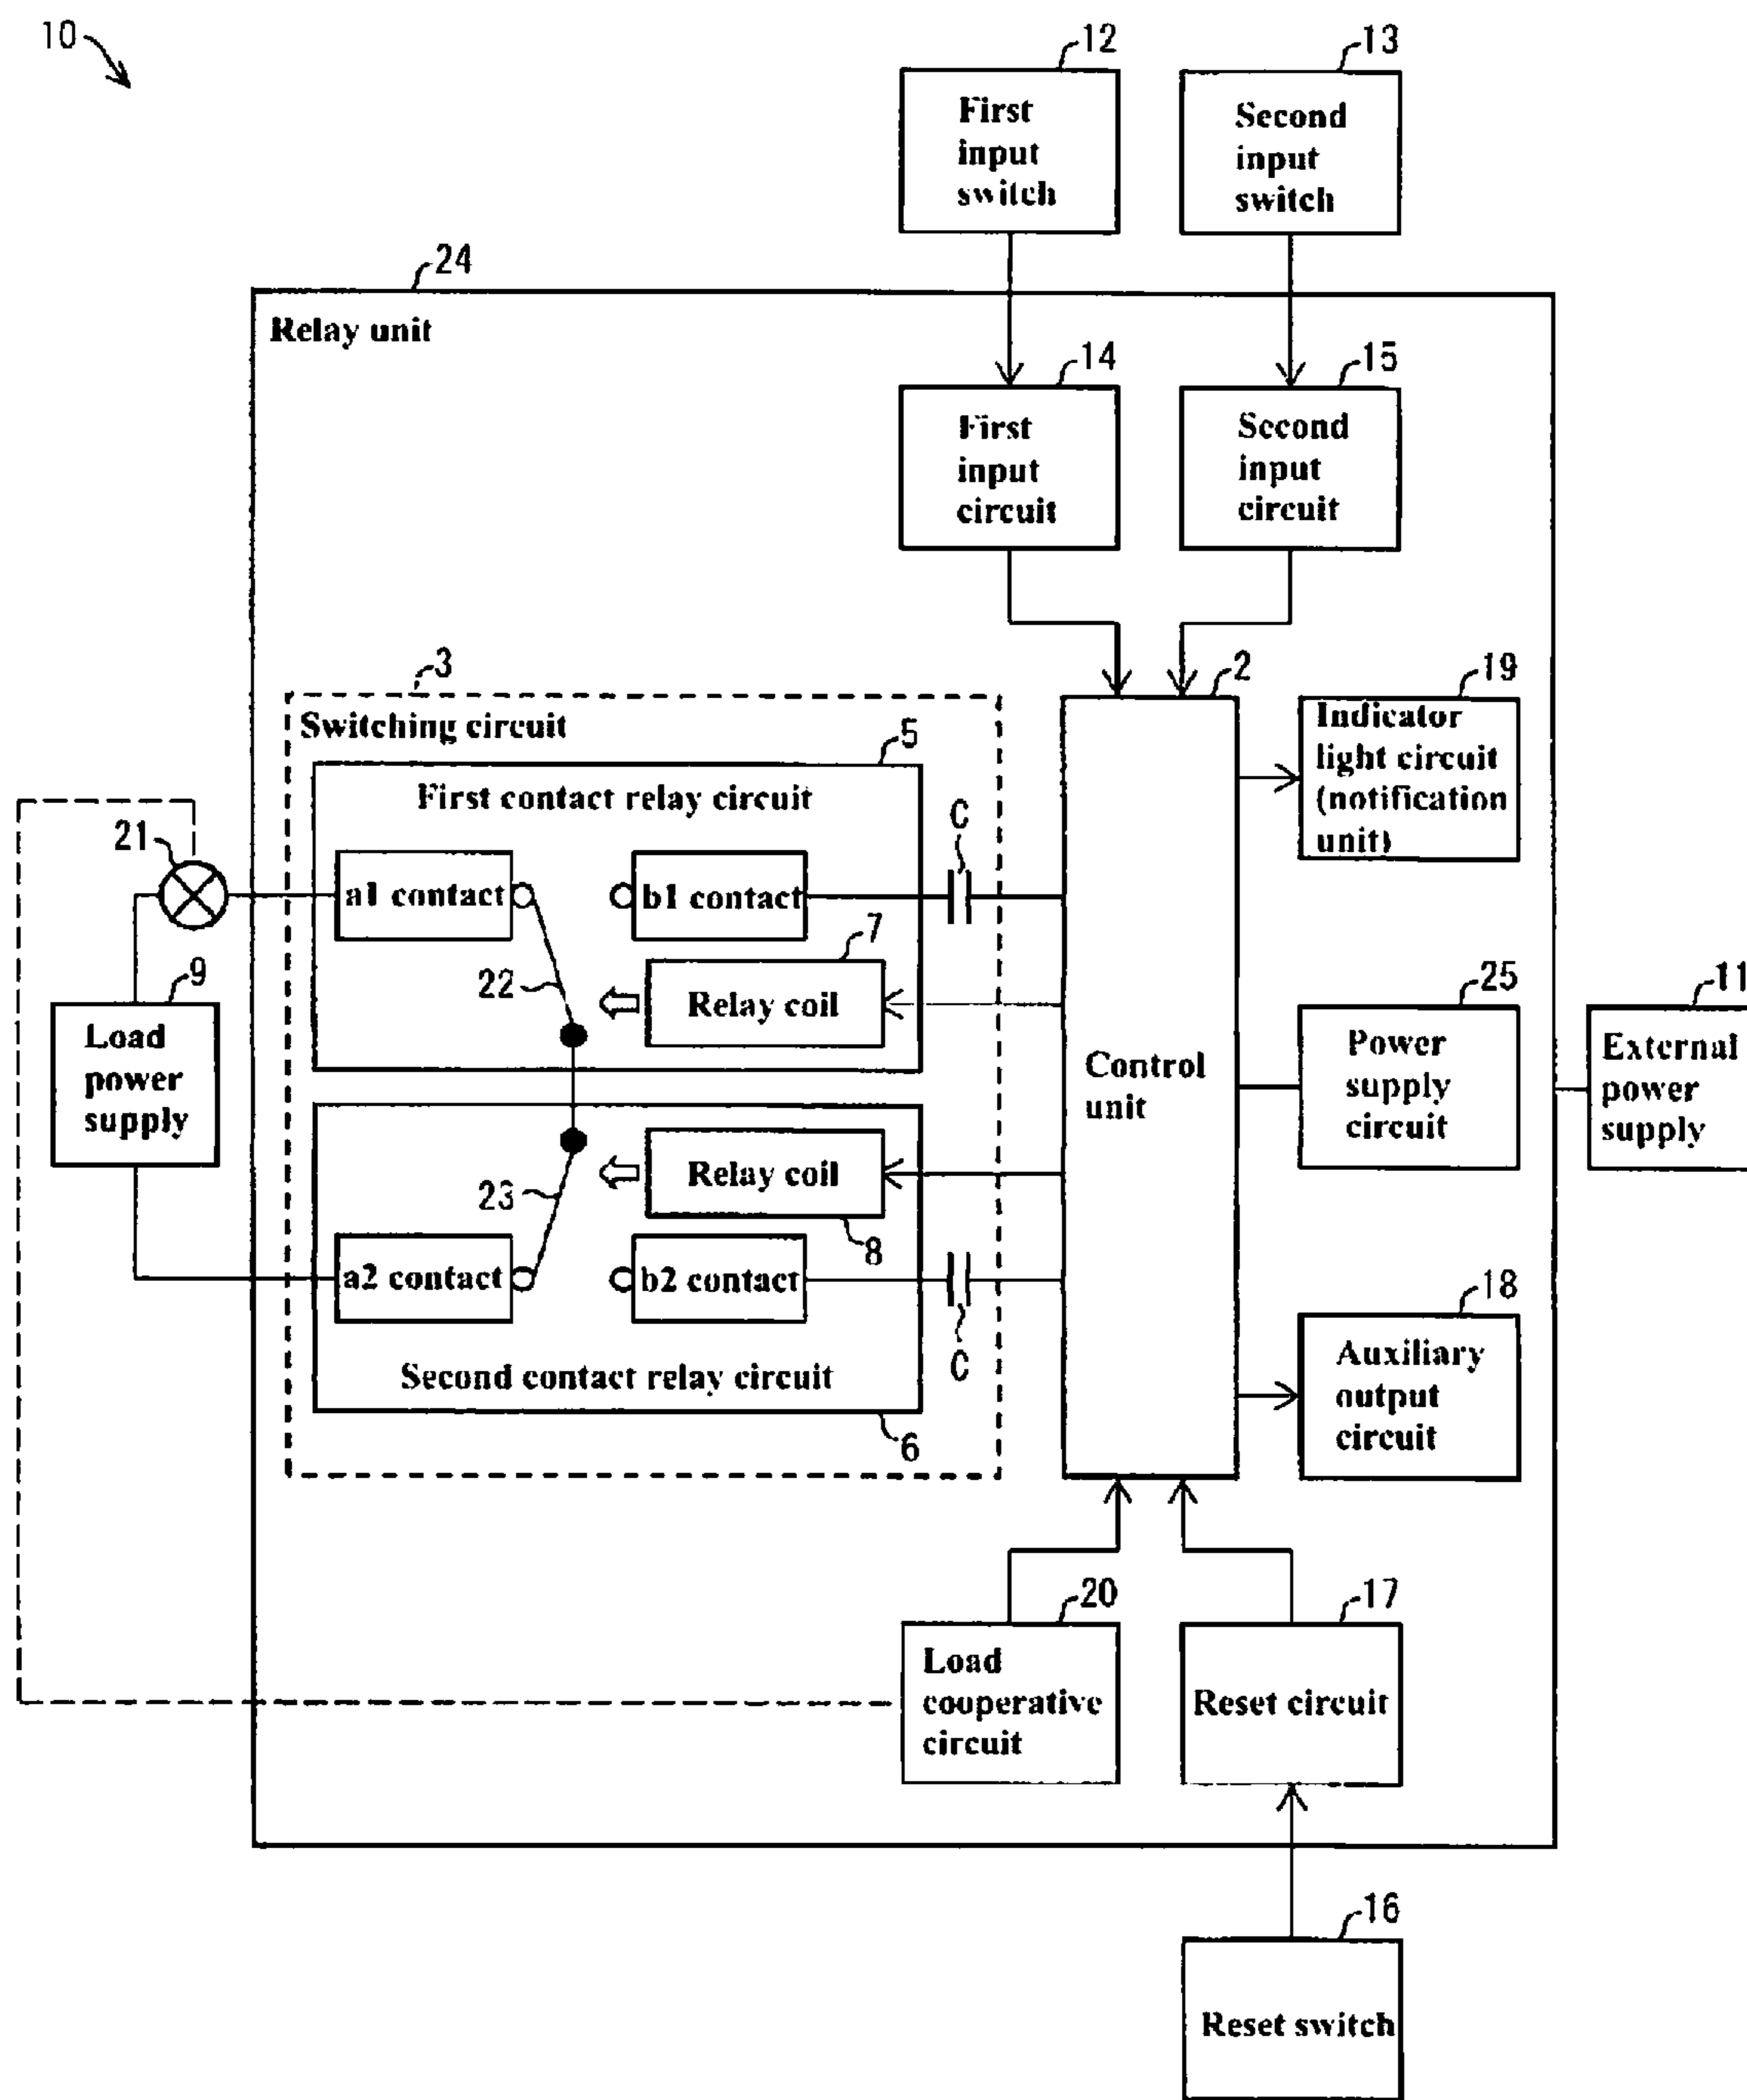 10
12
13
First
input
switch
Second
input
switch
24
Relay unit
14
15
First
input
circuit
Second
input
circuit
3
Switching circuit
2
19
Indicator
light circuit
(notification
unit)
5
First contact relay circuit
21
a1 contact
b1 contact
C
7
22
Relay coil
9
Load
power
supply
Control
unit
25
Power
supply
circuit
11
External
power
supply
23
Relay coil
8
a2 contact
b2 contact
C
Second contact relay circuit
6
18
Auxiliary
output
circuit
20
17
Load
cooperative
circuit
Reset circuit
16
Reset switch